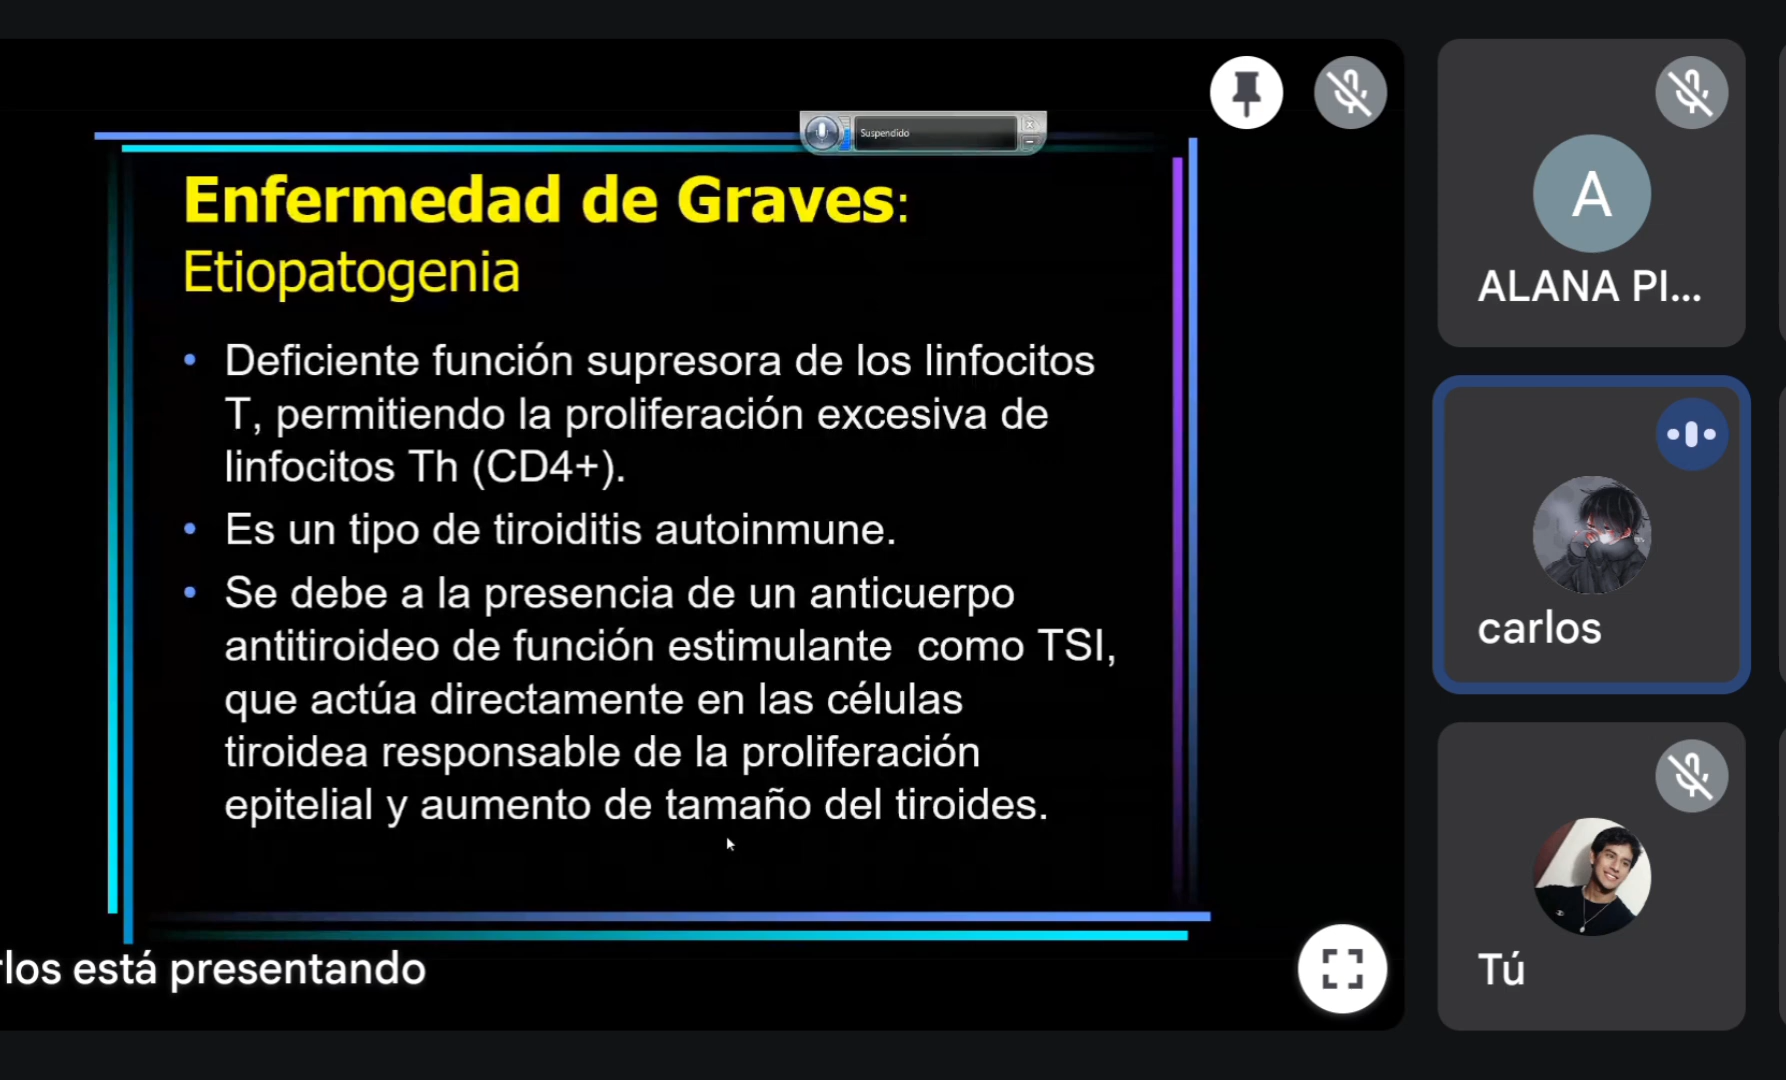 Suspendido
Enfermedad de Graves:
Etiopatogenia
• Deficiente función supresora de los linfocitos
T, permitiendo la proliferación excesiva de
linfocitos Th (CD4+).
• Es un tipo de tiroiditis autoinmune.
• Se debe a la presencia de un anticuerpo
antitiroideo de función estimulante como TSI,
que actúa directamente en las células
tiroidea responsable de la proliferación
epitelial y aumento de tamaño del tiroides.
rlos está presentando
A
ALANA PI...
carlos
Tú